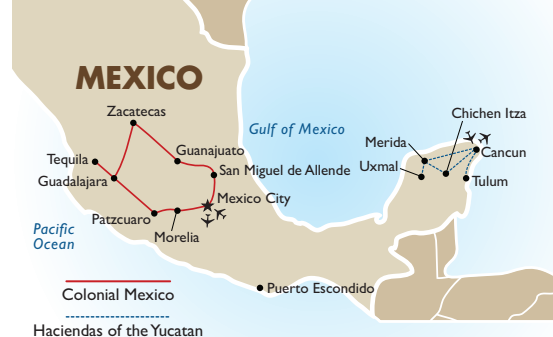 MEXICO
Zacatecas
Chichen Itza
Gulf of Mexico
Merida
Guanajuato
Cancun
Tequila
San Miguel de Allende
Uxmal
Guadalajara
Tulum
Mexico City
Patzcuaro
Pacific
Ocean
Morelia
Puerto Escondido
Colonial Mexico
Haciendas of the Yucatan